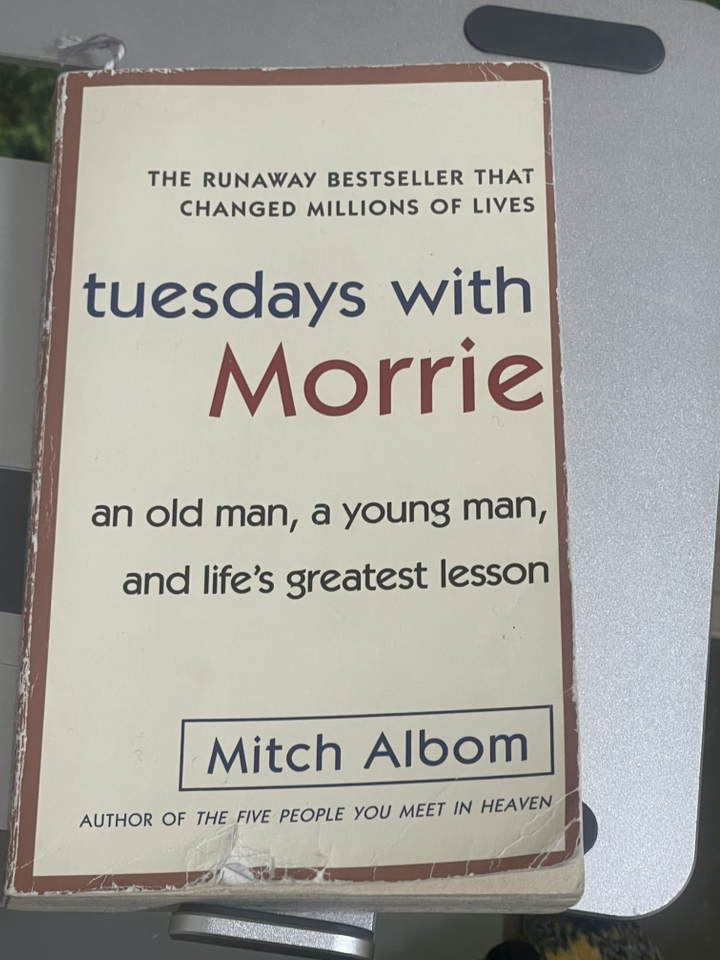 THE RUNAWAY BESTSELLER THAT
CHANGED MILLIONS OF LIVES
tuesdays with
Morrie
an old man, a young man,
and life's greatest lesson
Mitch Albom
AUTHOR OF THE FIVE PEOPLE YOU MEET IN HEAVEN